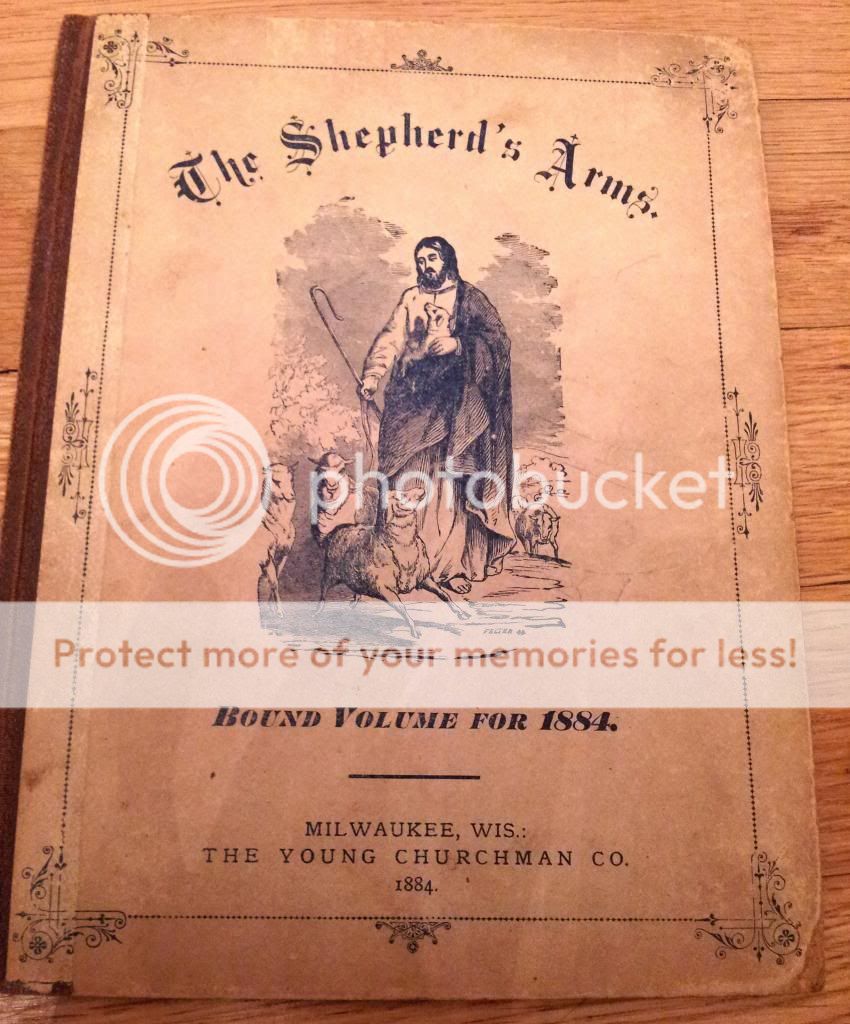 The Shepherd's Arms.
photobucket
Protect more of your memories for less!
BOUND VOLUME FOR 1884.
MILWAUKEE, WIS.:
THE YOUNG CHURCHMAN CO.
1884.